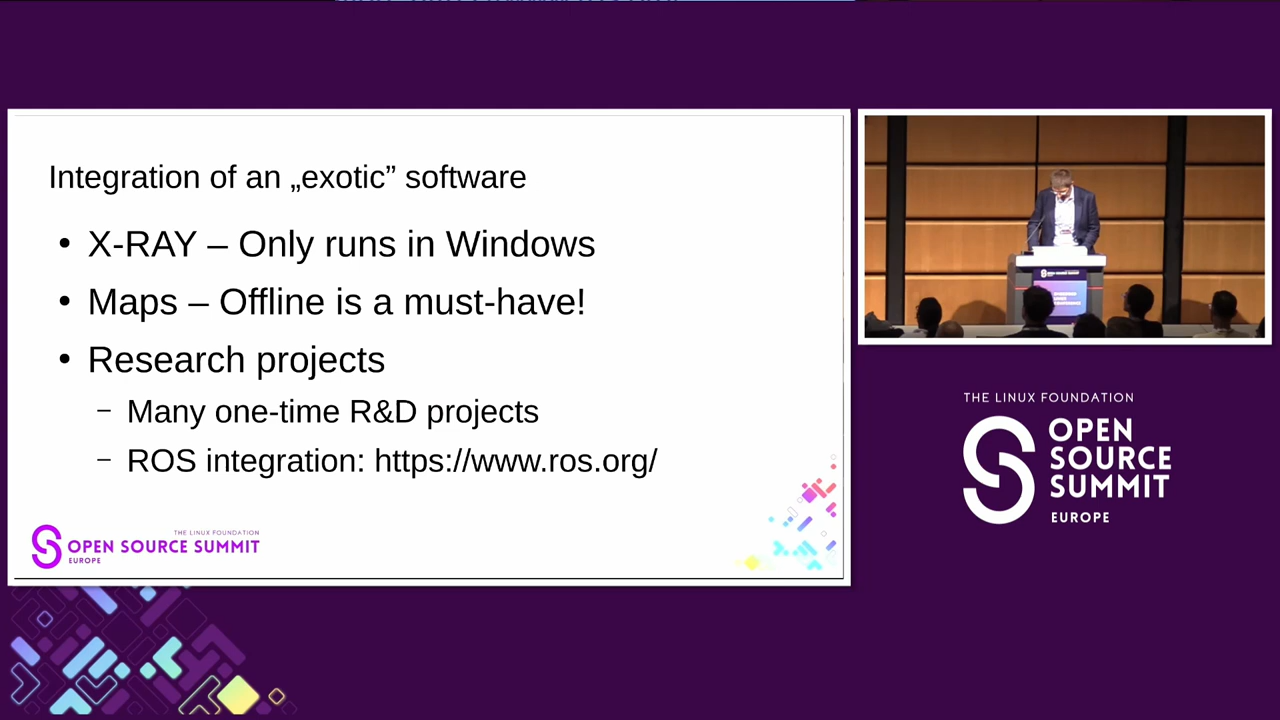 Integration of an „exotic” software
• X-RAY – Only runs in Windows
• Maps – Offline is a must-have!
• Research projects
– Many one-time R&D projects
– ROS integration: https://www.ros.org/
THE LINUX FOUNDATION
OPEN SOURCE SUMMIT
EUROPE
THE LINUX FOUNDATION
OPEN
SOURCE
SUMMIT
EUROPE